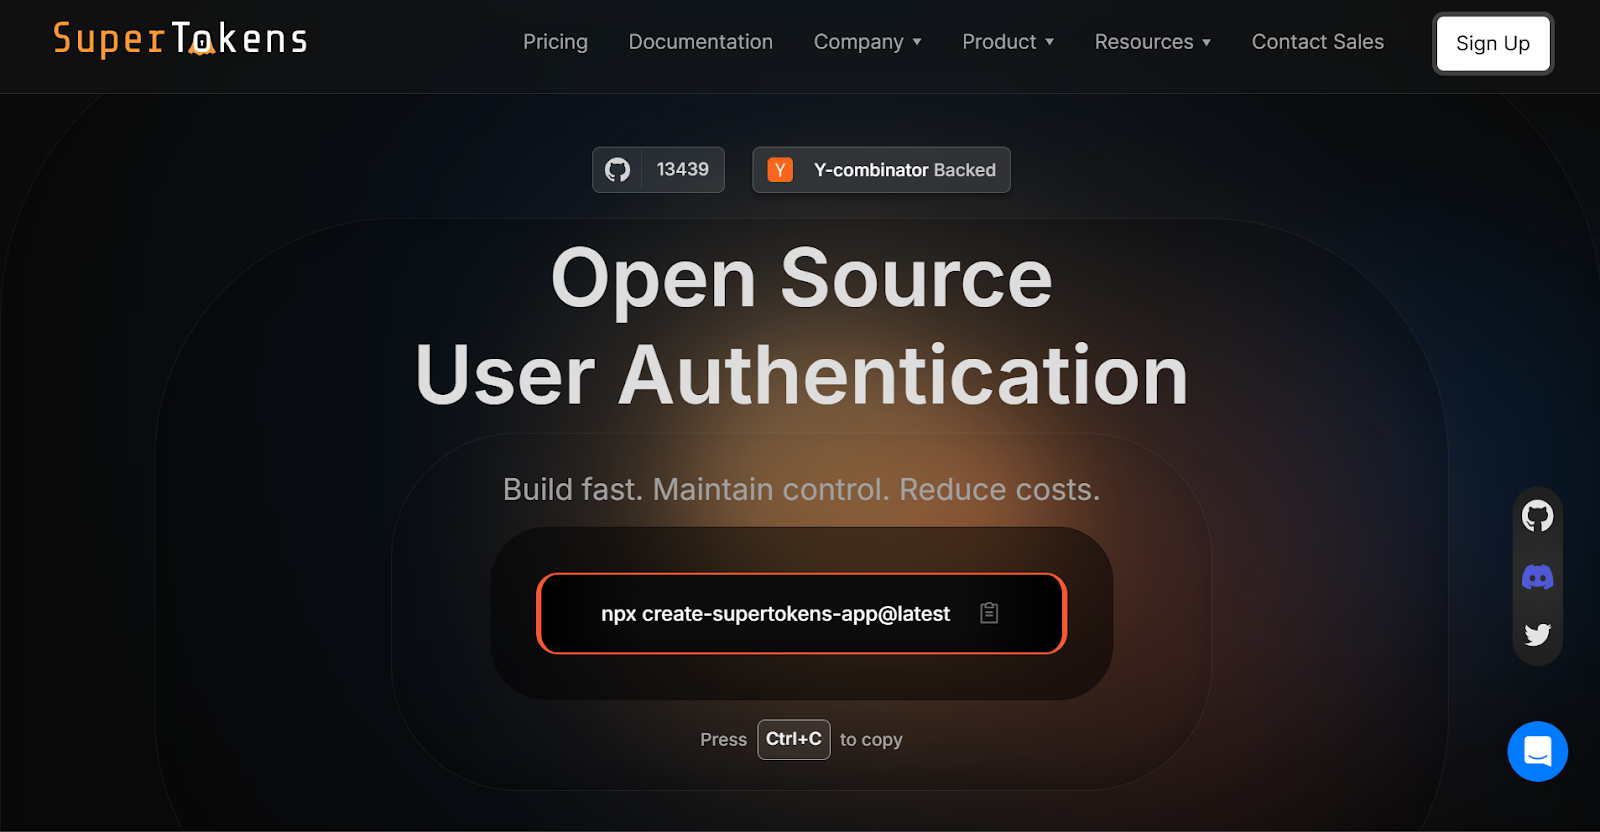 SuperTokens
Pricing
Documentation
Company
Product
Resources
Contact Sales
Sign Up
13439
Y
Y-combinator Backed
Open Source
User Authentication
Build fast. Maintain control. Reduce costs.
npx create-supertokens-app@latest
Press Ctrl+C to copy